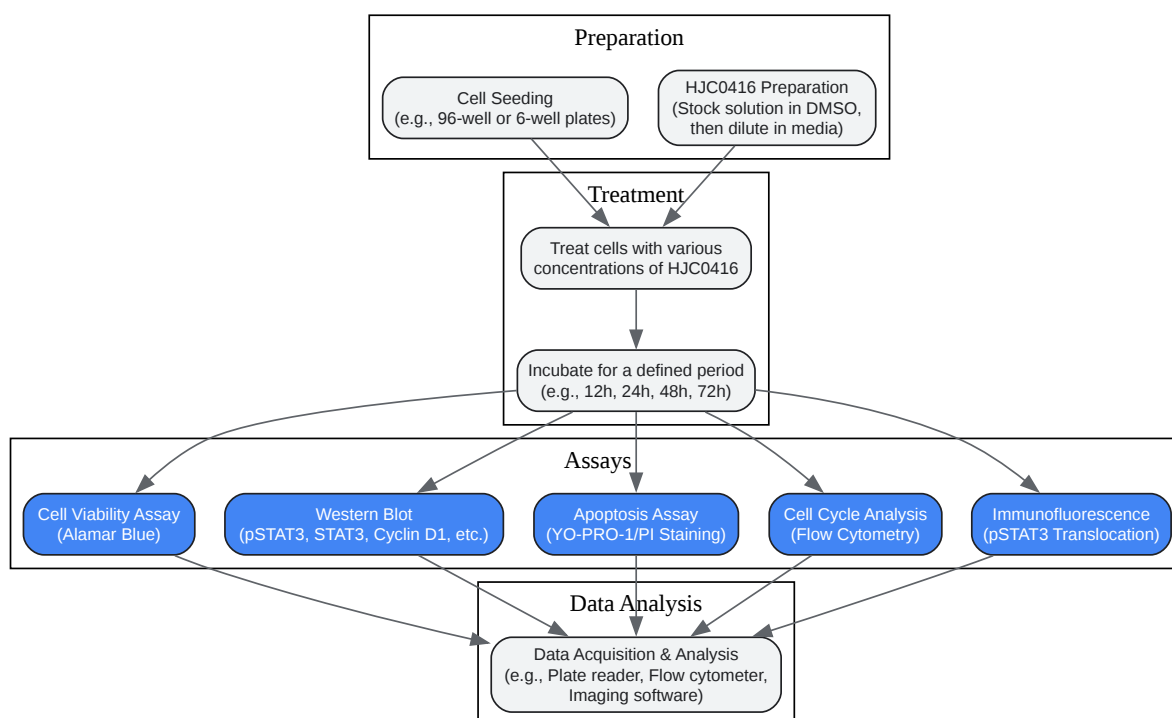 Preparation
Cell Seeding
(e.g., 96-well or 6-well plates)
HJC0416 Preparation
(Stock solution in DMSO,
then dilute in media)
Treatment
Treat cells with various
concentrations of HJC0416
Incubate for a defined period
(e.g., 12h, 24h, 48h, 72h)
Assays
Cell Viability Assay
(Alamar Blue)
Western Blot
(pSTAT3, STAT3, Cyclin D1, etc.)
Apoptosis Assay
(YO-PRO-1/PI Staining)
Cell Cycle Analysis
(Flow Cytometry)
Immunofluorescence
(pSTAT3 Translocation)
Data Analysis
Data Acquisition & Analysis
(e.g., Plate reader, Flow cytometer,
Imaging software)